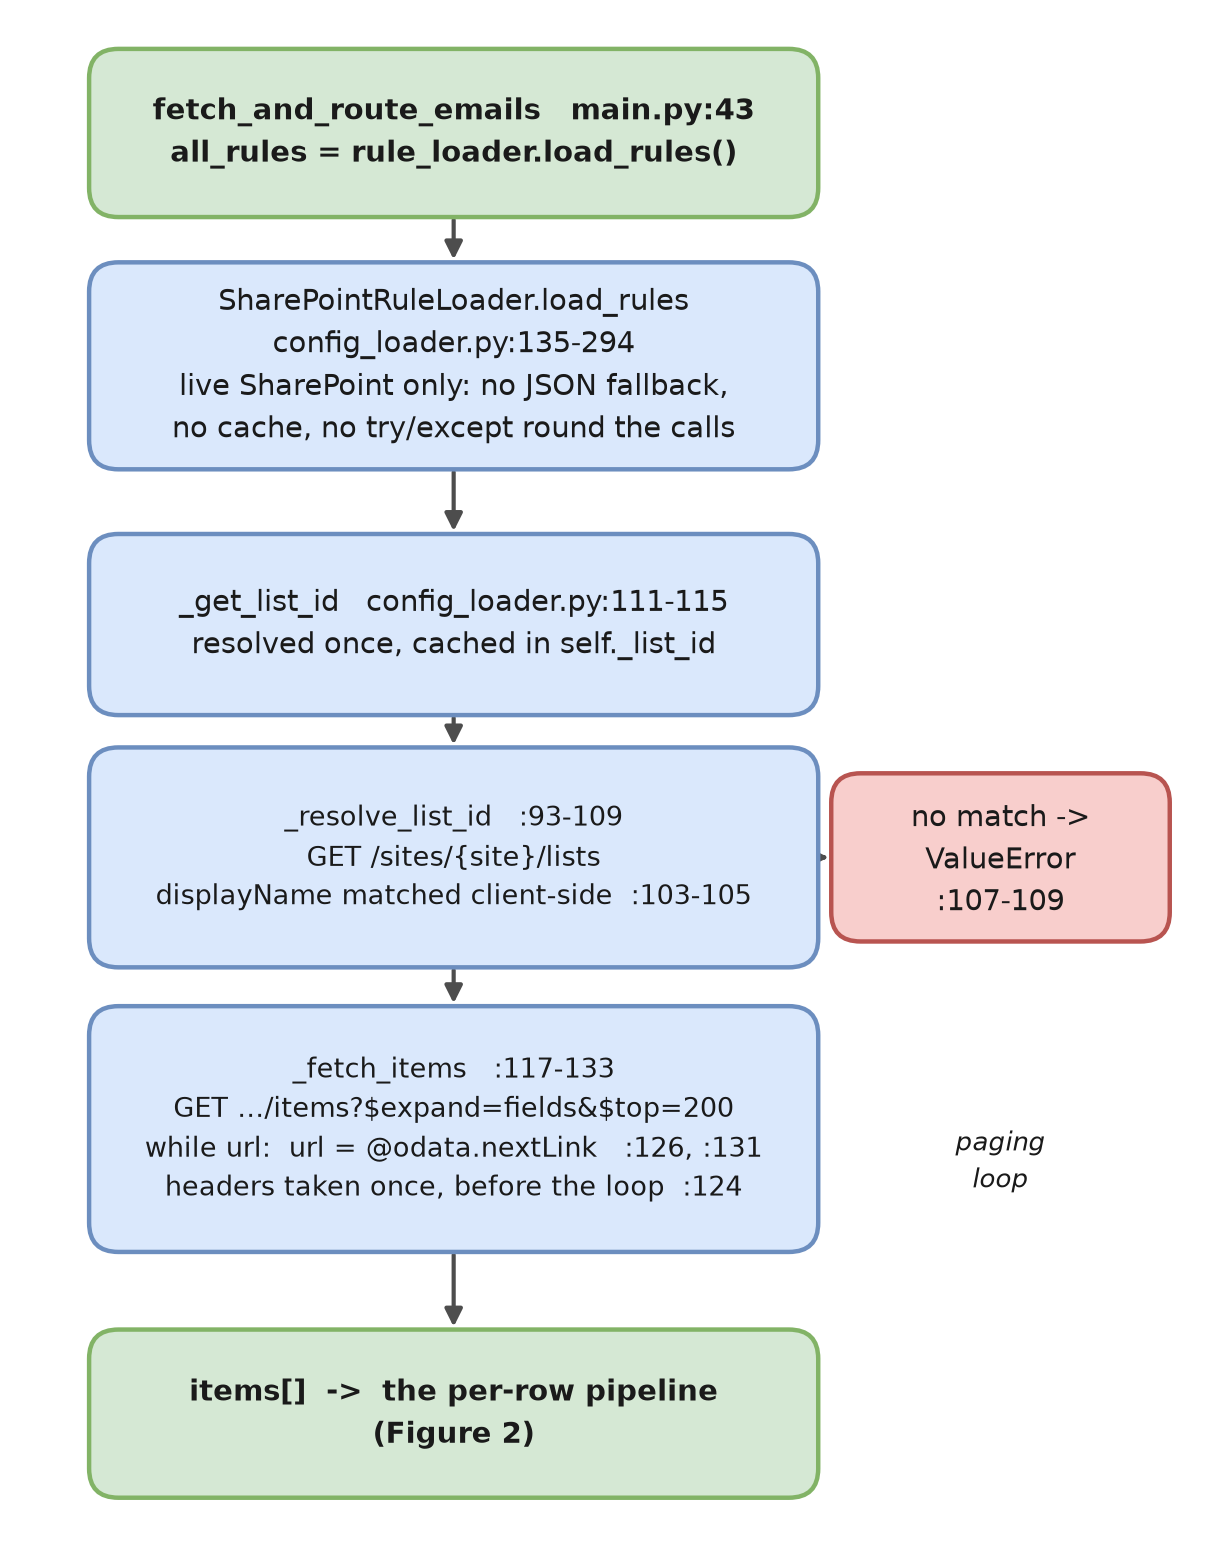 fetch_and_route_emails   main.py:43
all_rules = rule_loader.load_rules()
SharePointRuleLoader.load_rules
config_loader.py:135-294
live SharePoint only: no JSON fallback,
no cache, no try/except round the calls
_get_list_id   config_loader.py:111-115
resolved once, cached in self._list_id
_resolve_list_id   :93-109
GET /sites/{site}/lists
displayName matched client-side  :103-105
no match ->
ValueError
:107-109
_fetch_items   :117-133
GET .../items?$expand=fields&$top=200
while url:  url = @odata.nextLink   :126, :131
headers taken once, before the loop  :124
paging
loop
items[]  ->  the per-row pipeline
(Figure 2)